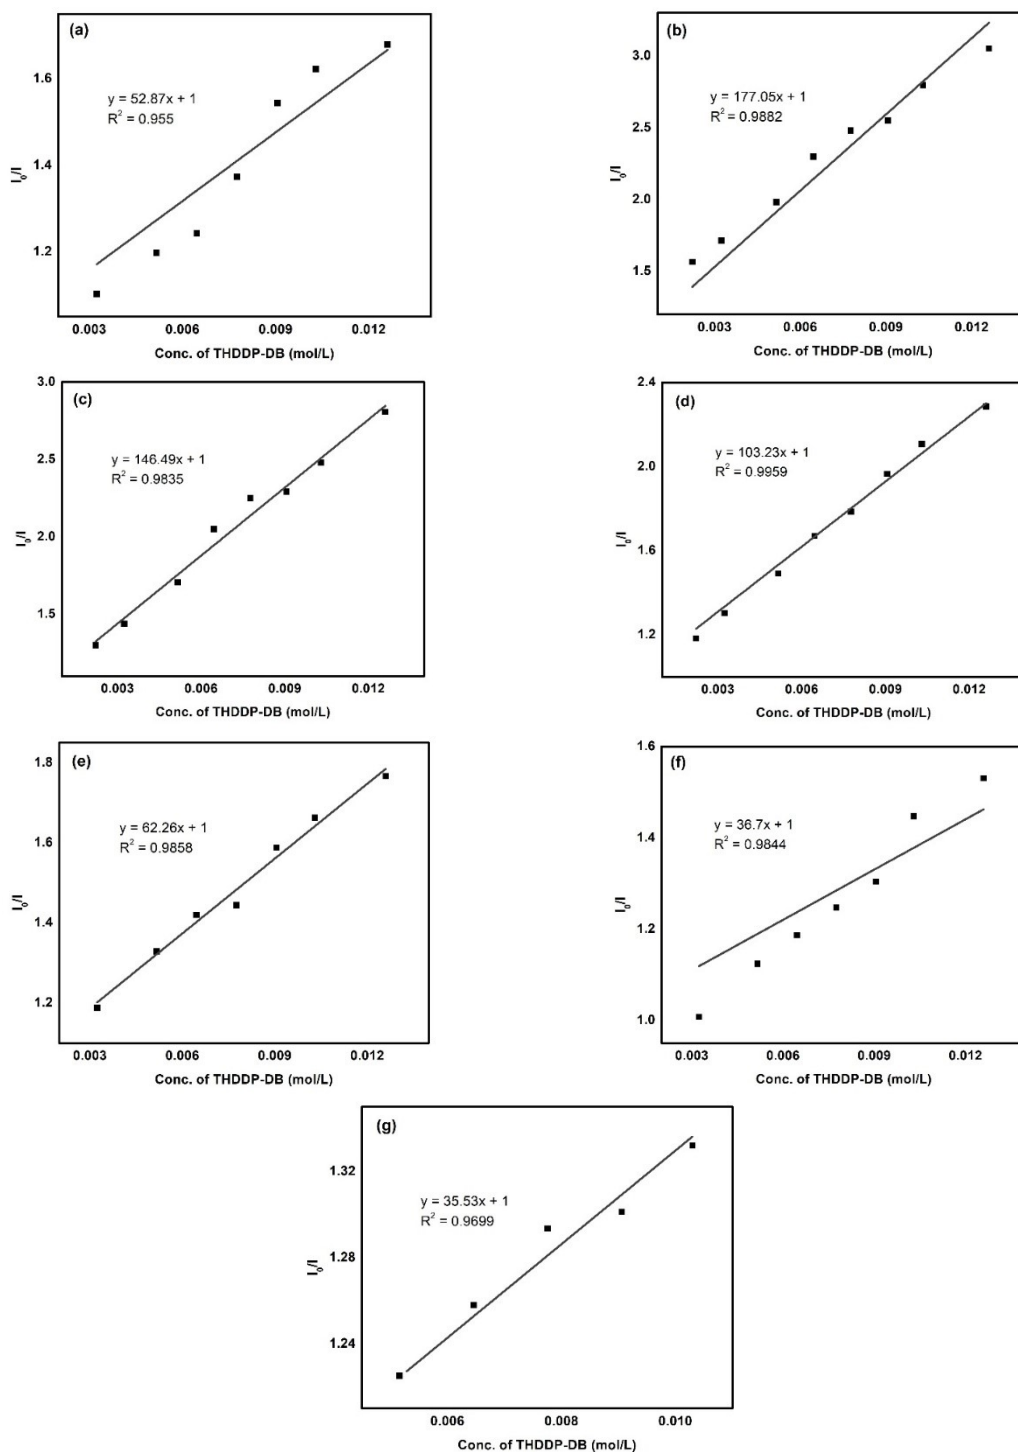 (a)
1.6
1.4
1.2
I₀/I
y = 52.87x + 1
R² = 0.955
0.003 0.006 0.009 0.012
Conc. of THDDP-DB (mol/L)
(b)
3.0
2.5
2.0
1.5
I₀/I
y = 177.05x + 1
R² = 0.9882
0.003 0.006 0.009 0.012
Conc. of THDDP-DB (mol/L)
(c)
3.0
2.5
2.0
1.5
I₀/I
y = 146.49x + 1
R² = 0.9835
0.003 0.006 0.009 0.012
Conc. of THDDP-DB (mol/L)
(d)
2.4
2.0
1.6
1.2
I₀/I
y = 103.23x + 1
R² = 0.9959
0.003 0.006 0.009 0.012
Conc. of THDDP-DB (mol/L)
(e)
1.8
1.6
1.4
1.2
I₀/I
y = 62.26x + 1
R² = 0.9858
0.003 0.006 0.009 0.012
Conc. of THDDP-DB (mol/L)
(f)
1.6
1.4
1.2
1.0
I₀/I
y = 36.7x + 1
R² = 0.9844
0.003 0.006 0.009 0.012
Conc. of THDDP-DB (mol/L)
(g)
1.32
1.28
1.24
I₀/I
y = 35.53x + 1
R² = 0.9699
0.006 0.008 0.010
Conc. of THDDP-DB (mol/L)